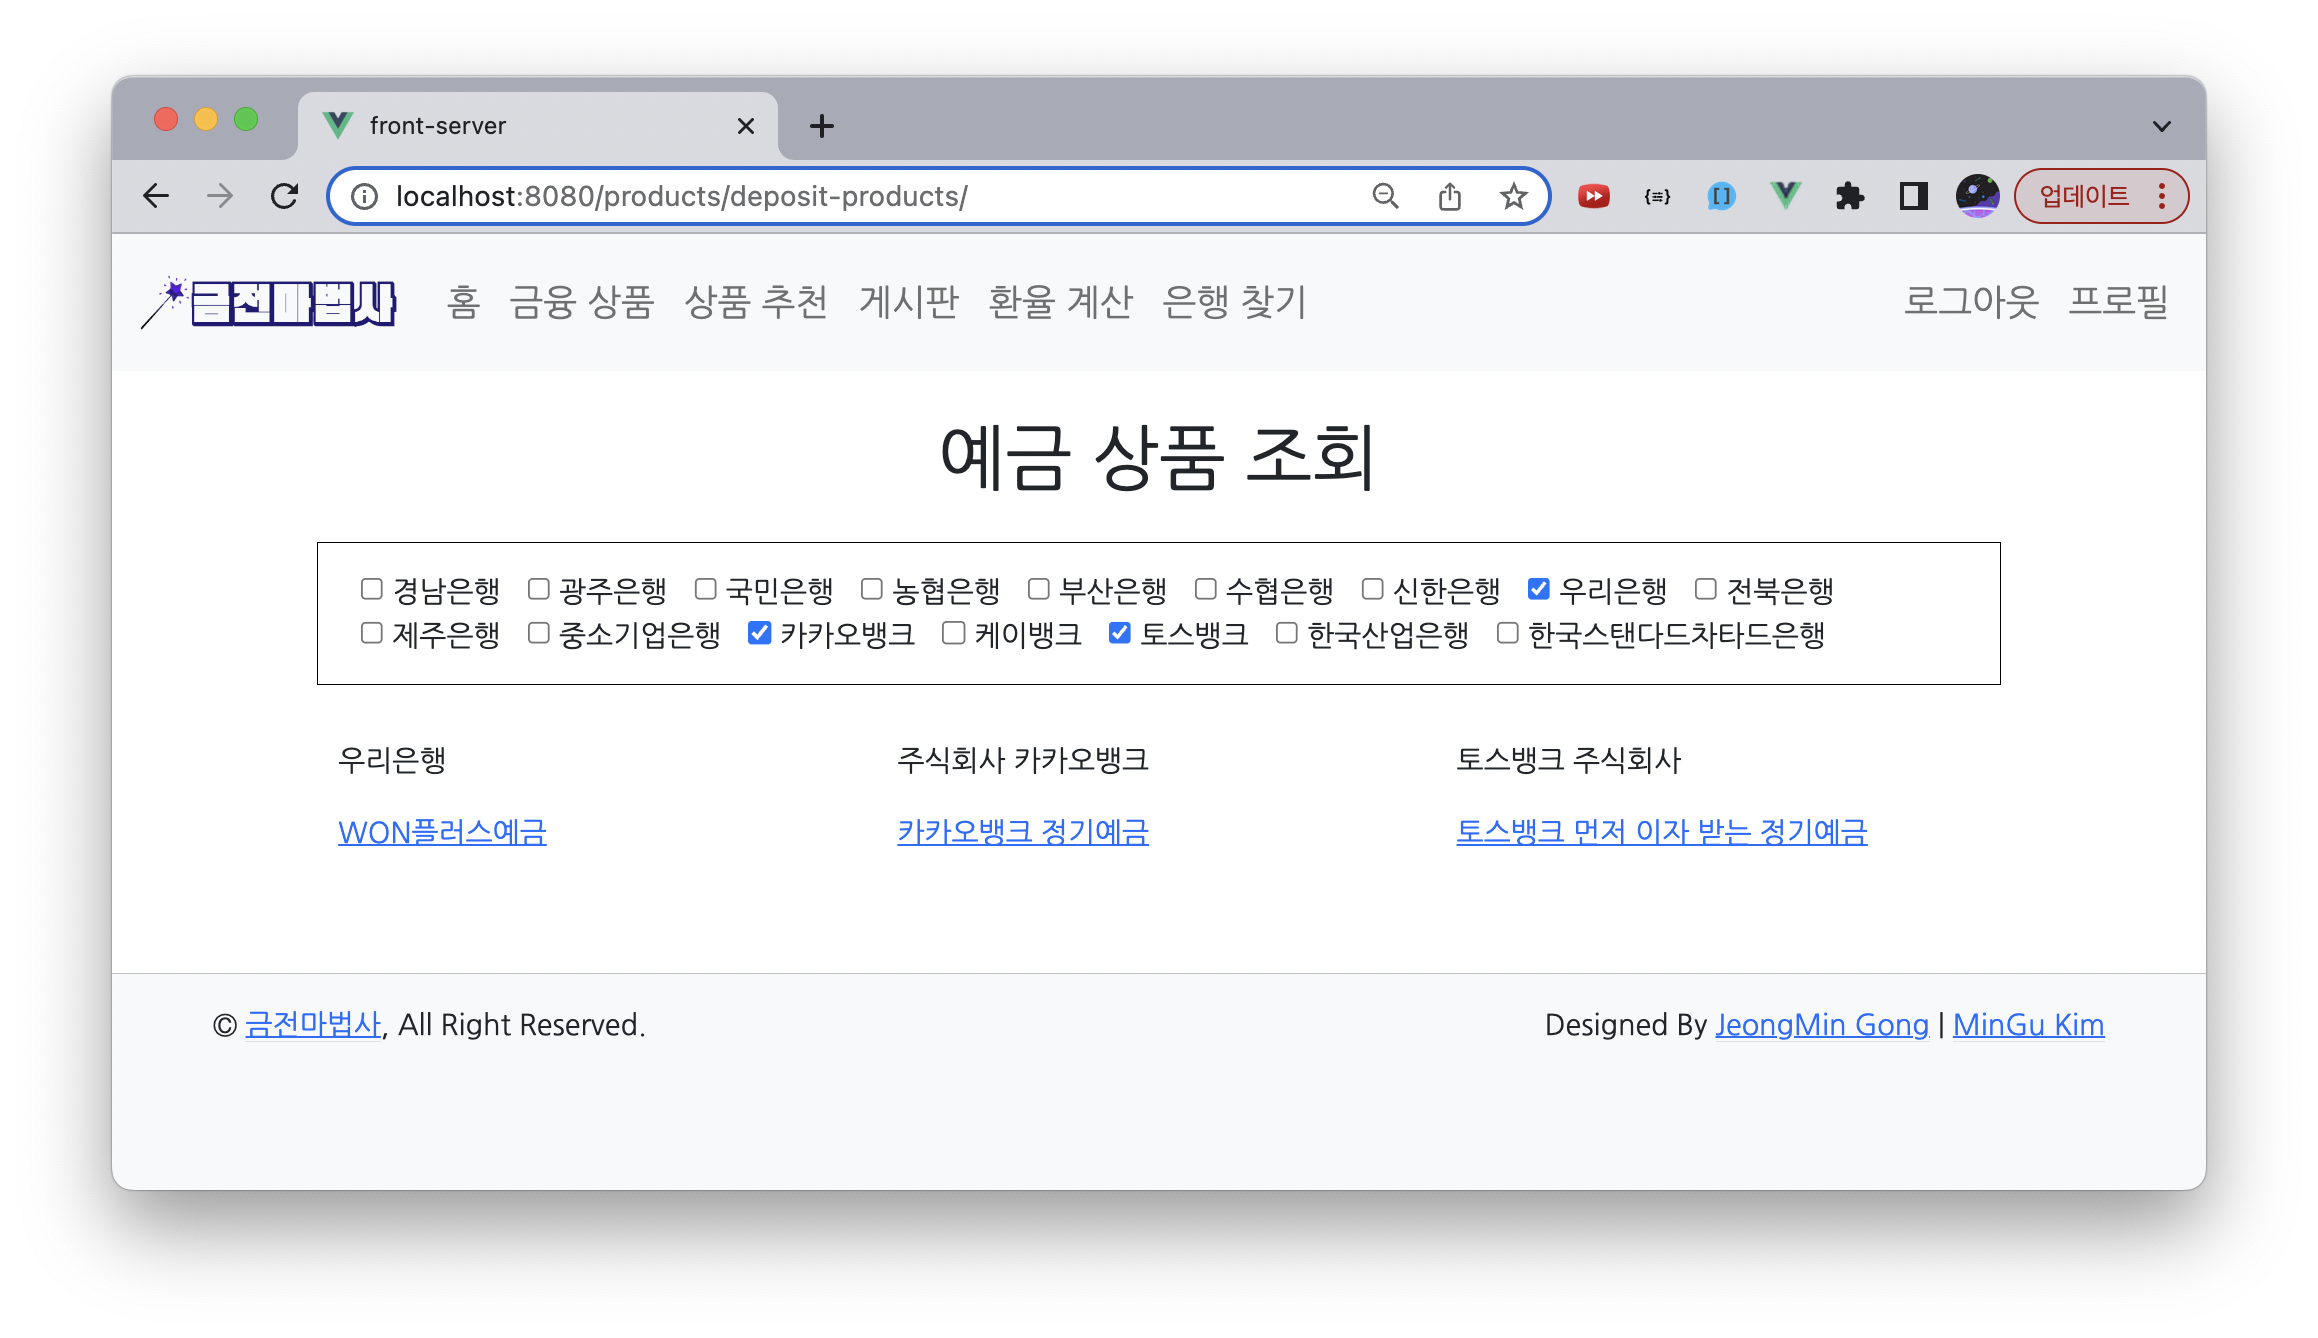 front-server
localhost:8080/products/deposit-products/
업데이트
금전마법사 홈 금융 상품 상품 추천 게시판 환율 계산 은행 찾기 로그아웃 프로필
예금 상품 조회
경남은행 광주은행 국민은행 농협은행 부산은행 수협은행 신한은행 우리은행 전북은행
제주은행 중소기업은행 카카오뱅크 케이뱅크 토스뱅크 한국산업은행 한국스탠다드차타드은행
우리은행 주식회사 카카오뱅크 토스뱅크 주식회사
WON플러스예금 카카오뱅크 정기예금 토스뱅크 먼저 이자 받는 정기예금
© 금전마법사, All Right Reserved. Designed By JeongMin Gong | MinGu Kim